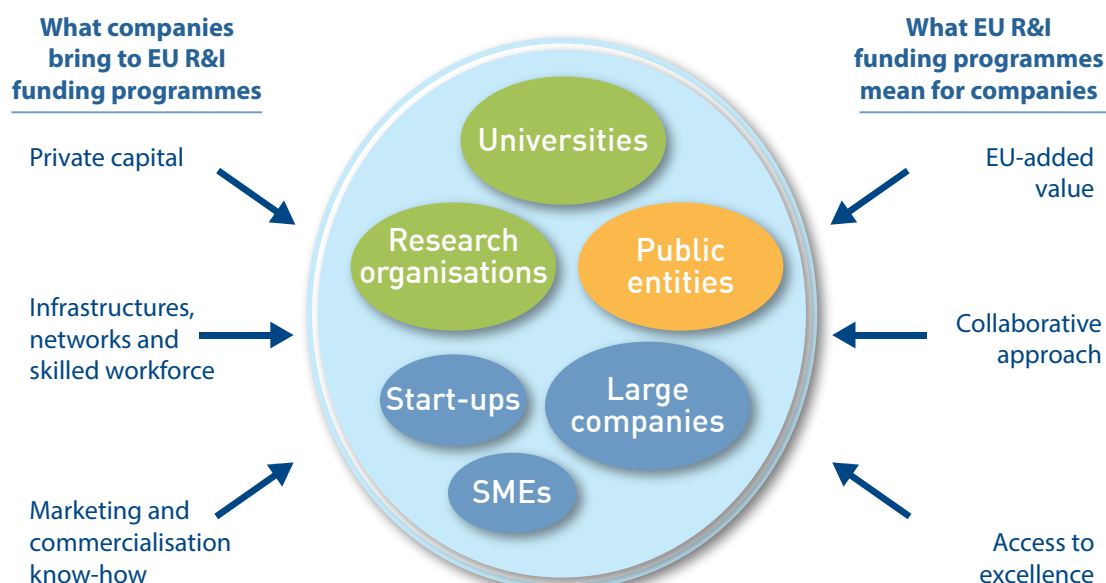 What companies
bring to EU R&I
funding programmes
Private capital
Infrastructures,
networks and
skilled workforce
Marketing and
commercialisation
know-how
Universities
Research
organisations
Public
entities
Start-ups
Large
companies
SMEs
What EU R&I
funding programmes
mean for companies
EU-added
value
Collaborative
approach
Access to
excellence